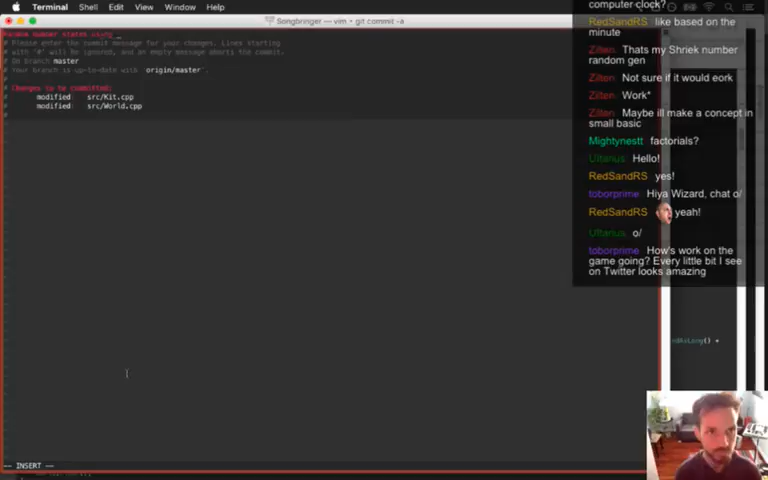 Terminal Shell Edit View Window Help
Songbringer — vim • git commit -a
Random number states using
# Please enter the commit message for your changes. Lines starting
# with '#' will be ignored, and an empty message aborts the commit.
# On branch master
# Your branch is up-to-date with 'origin/master'.
#
# Changes to be committed:
# modified: src/Kit.cpp
# modified: src/World.cpp
#
-- INSERT --
computer clock?
RedSandRS like based on the
minute
Zilten Thats my Shriek number
random gen
Zilten Not sure if it would eork
Zilten Work*
Zilten Maybe ill make a concept in
small basic
Mightynestt factorials?
Ultarius Hello!
RedSandRS yes!
toborprime Hiya Wizard, chat o/
RedSandRS yeah!
Ultarius o/
toborprime How's work on the
game going? Every little bit I see
on Twitter looks amazing